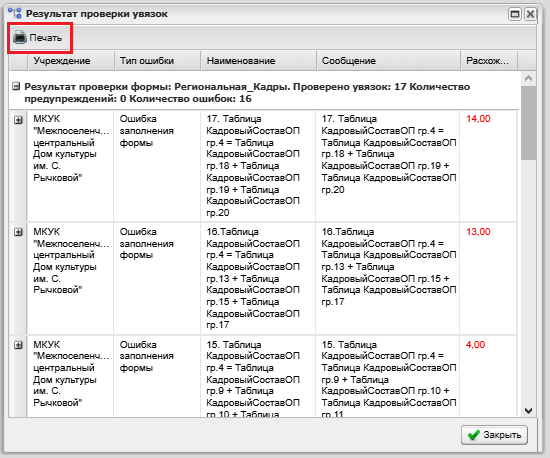 Результат проверки увязок
Печать
Учреждение Тип ошибки Наименование Сообщение Расхож...
Результат проверки формы: Региональная_Кадры. Проверено увязок: 17 Количество
предупреждений: 0 Количество ошибок: 16
МКУК Ошибка 17. Таблица 17. Таблица 14,00
"Межпоселенч... заполнения КадровыйСоставОП КадровыйСоставОП гр.4 =
центральный формы гр.4 = Таблица Таблица КадровыйСоставОП
Дом культуры КадровыйСоставОП гр.18 + Таблица
им. С. гр.18 + Таблица КадровыйСоставОП гр.19 +
Рычковой" КадровыйСоставОП Таблица КадровыйСоставОП
гр.19 + Таблица гр.20
КадровыйСоставОП
гр.20
МКУК Ошибка 16.Таблица 16.Таблица 13,00
"Межпоселенч... заполнения КадровыйСоставОП КадровыйСоставОП гр.4 =
центральный формы гр.4 = Таблица Таблица КадровыйСоставОП
Дом культуры КадровыйСоставОП гр.13 + Таблица
им. С. гр.13 + Таблица КадровыйСоставОП гр.15 +
Рычковой" КадровыйСоставОП Таблица КадровыйСоставОП
гр.15 + Таблица гр.17
КадровыйСоставОП
гр.17
МКУК Ошибка 15. Таблица 15. Таблица 4,00
"Межпоселенч... заполнения КадровыйСоставОП КадровыйСоставОП гр.4 =
центральный формы гр.4 = Таблица Таблица КадровыйСоставОП
Дом культуры КадровыйСоставОП гр.9 + Таблица
им. С. гр.9 + Таблица КадровыйСоставОП гр.10 +
Рычковой" КадровыйСоставОП Таблица КадровыйСоставОП
гр.10 + Таблица гр.11
Закрыть